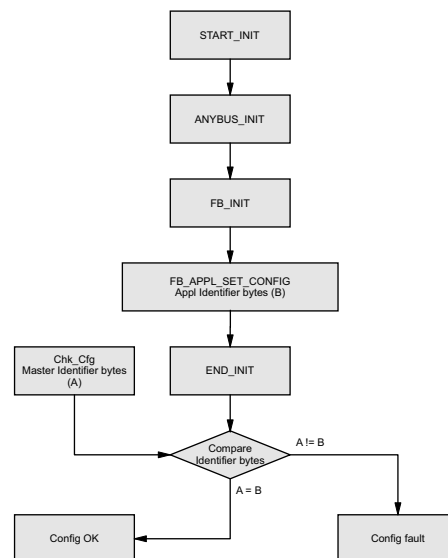 START_INIT
ANYBUS_INIT
FB_INIT
FB_APPL_SET_CONFIG
Appl Identifier bytes (B)
Chk_Cfg
Master Identifier bytes
(A)
END_INIT
Compare
Identifier bytes
A != B
A = B
Config OK
Config fault